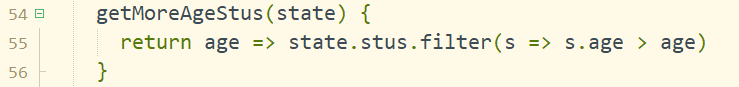 54 getMoreAgeStus(state) {
55 return age => state.stus.filter(s => s.age > age)
56 }